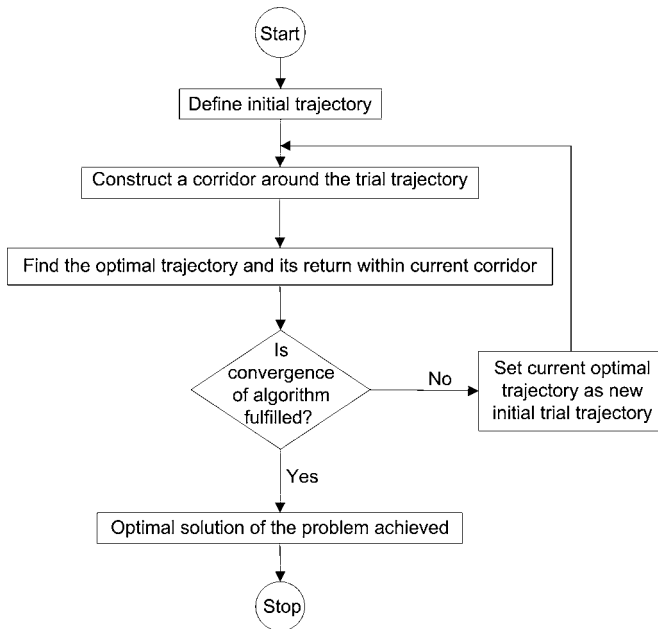 Start
Define initial trajectory
Construct a corridor around the trial trajectory
Find the optimal trajectory and its return within current corridor
Is
convergence
of algorithm
fulfilled?
No
Set current optimal
trajectory as new
initial trial trajectory
Yes
Optimal solution of the problem achieved
Stop